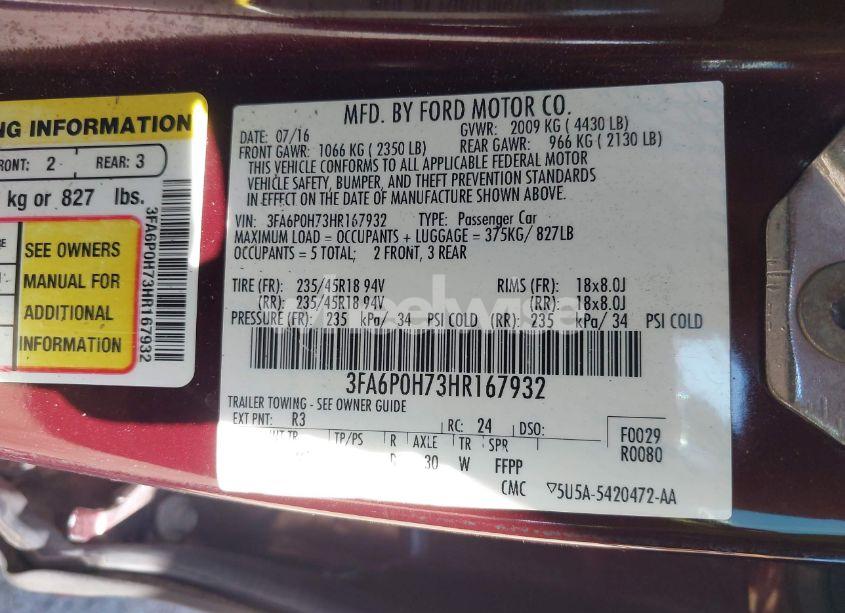 NG INFORMATION
FRONT: 2 REAR: 3
kg or 827 lbs.
SEE OWNERS
MANUAL FOR
ADDITIONAL
INFORMATION
3FA6P0H73HR167932
MFD. BY FORD MOTOR CO.
DATE: 07/16 GVWR: 2009 KG ( 4430 LB)
FRONT GAWR: 1066 KG ( 2350 LB) REAR GAWR: 966 KG ( 2130 LB)
THIS VEHICLE CONFORMS TO ALL APPLICABLE FEDERAL MOTOR
VEHICLE SAFETY, BUMPER, AND THEFT PREVENTION STANDARDS
IN EFFECT ON THE DATE OF MANUFACTURE SHOWN ABOVE.
VIN: 3FA6P0H73HR167932 TYPE: Passenger Car
MAXIMUM LOAD = OCCUPANTS + LUGGAGE = 375KG/ 827LB
OCCUPANTS = 5 TOTAL; 2 FRONT, 3 REAR
TIRE (FR): 235/45R18 94V RIMS (FR): 18x8.0J
(RR): 235/45R18 94V (RR): 18x8.0J
PRESSURE (FR): 235 kPa/ 34 PSI COLD (RR): 235 kPa/ 34 PSI COLD
wheelwise
3FA6P0H73HR167932
TRAILER TOWING - SEE OWNER GUIDE
EXT PNT: R3 RC: 24 DSO:
INT TR TP/PS R AXLE TR SPR
30 W FFPP
F0029
R0080
CMC ▽5U5A-5420472-AA